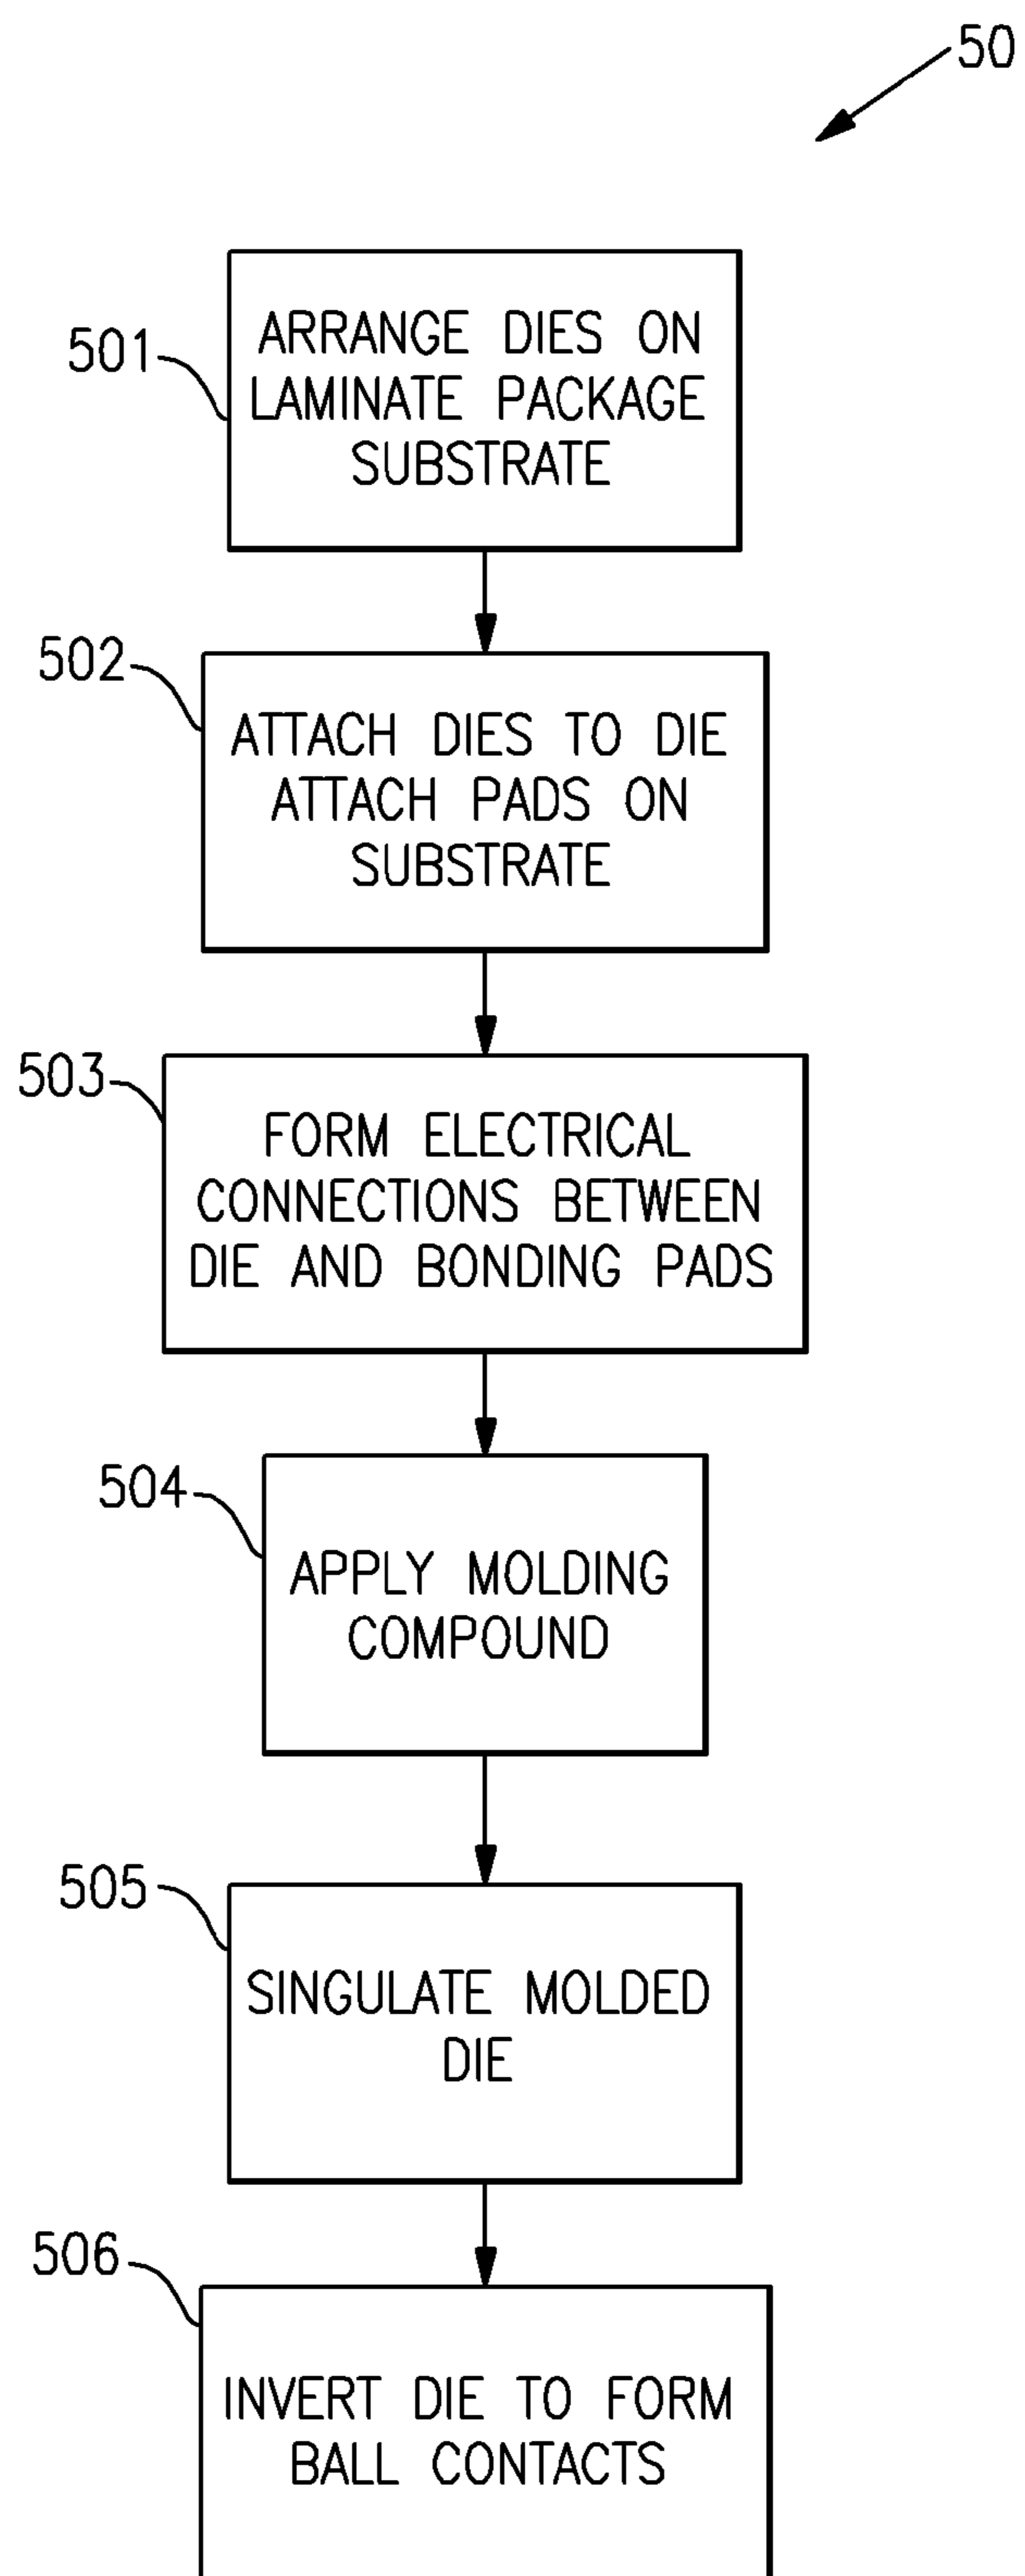 50
501
ARRANGE DIES ON
LAMINATE PACKAGE
SUBSTRATE
502
ATTACH DIES TO DIE
ATTACH PADS ON
SUBSTRATE
503
FORM ELECTRICAL
CONNECTIONS BETWEEN
DIE AND BONDING PADS
504
APPLY MOLDING
COMPOUND
505
SINGULATE MOLDED
DIE
506
INVERT DIE TO FORM
BALL CONTACTS